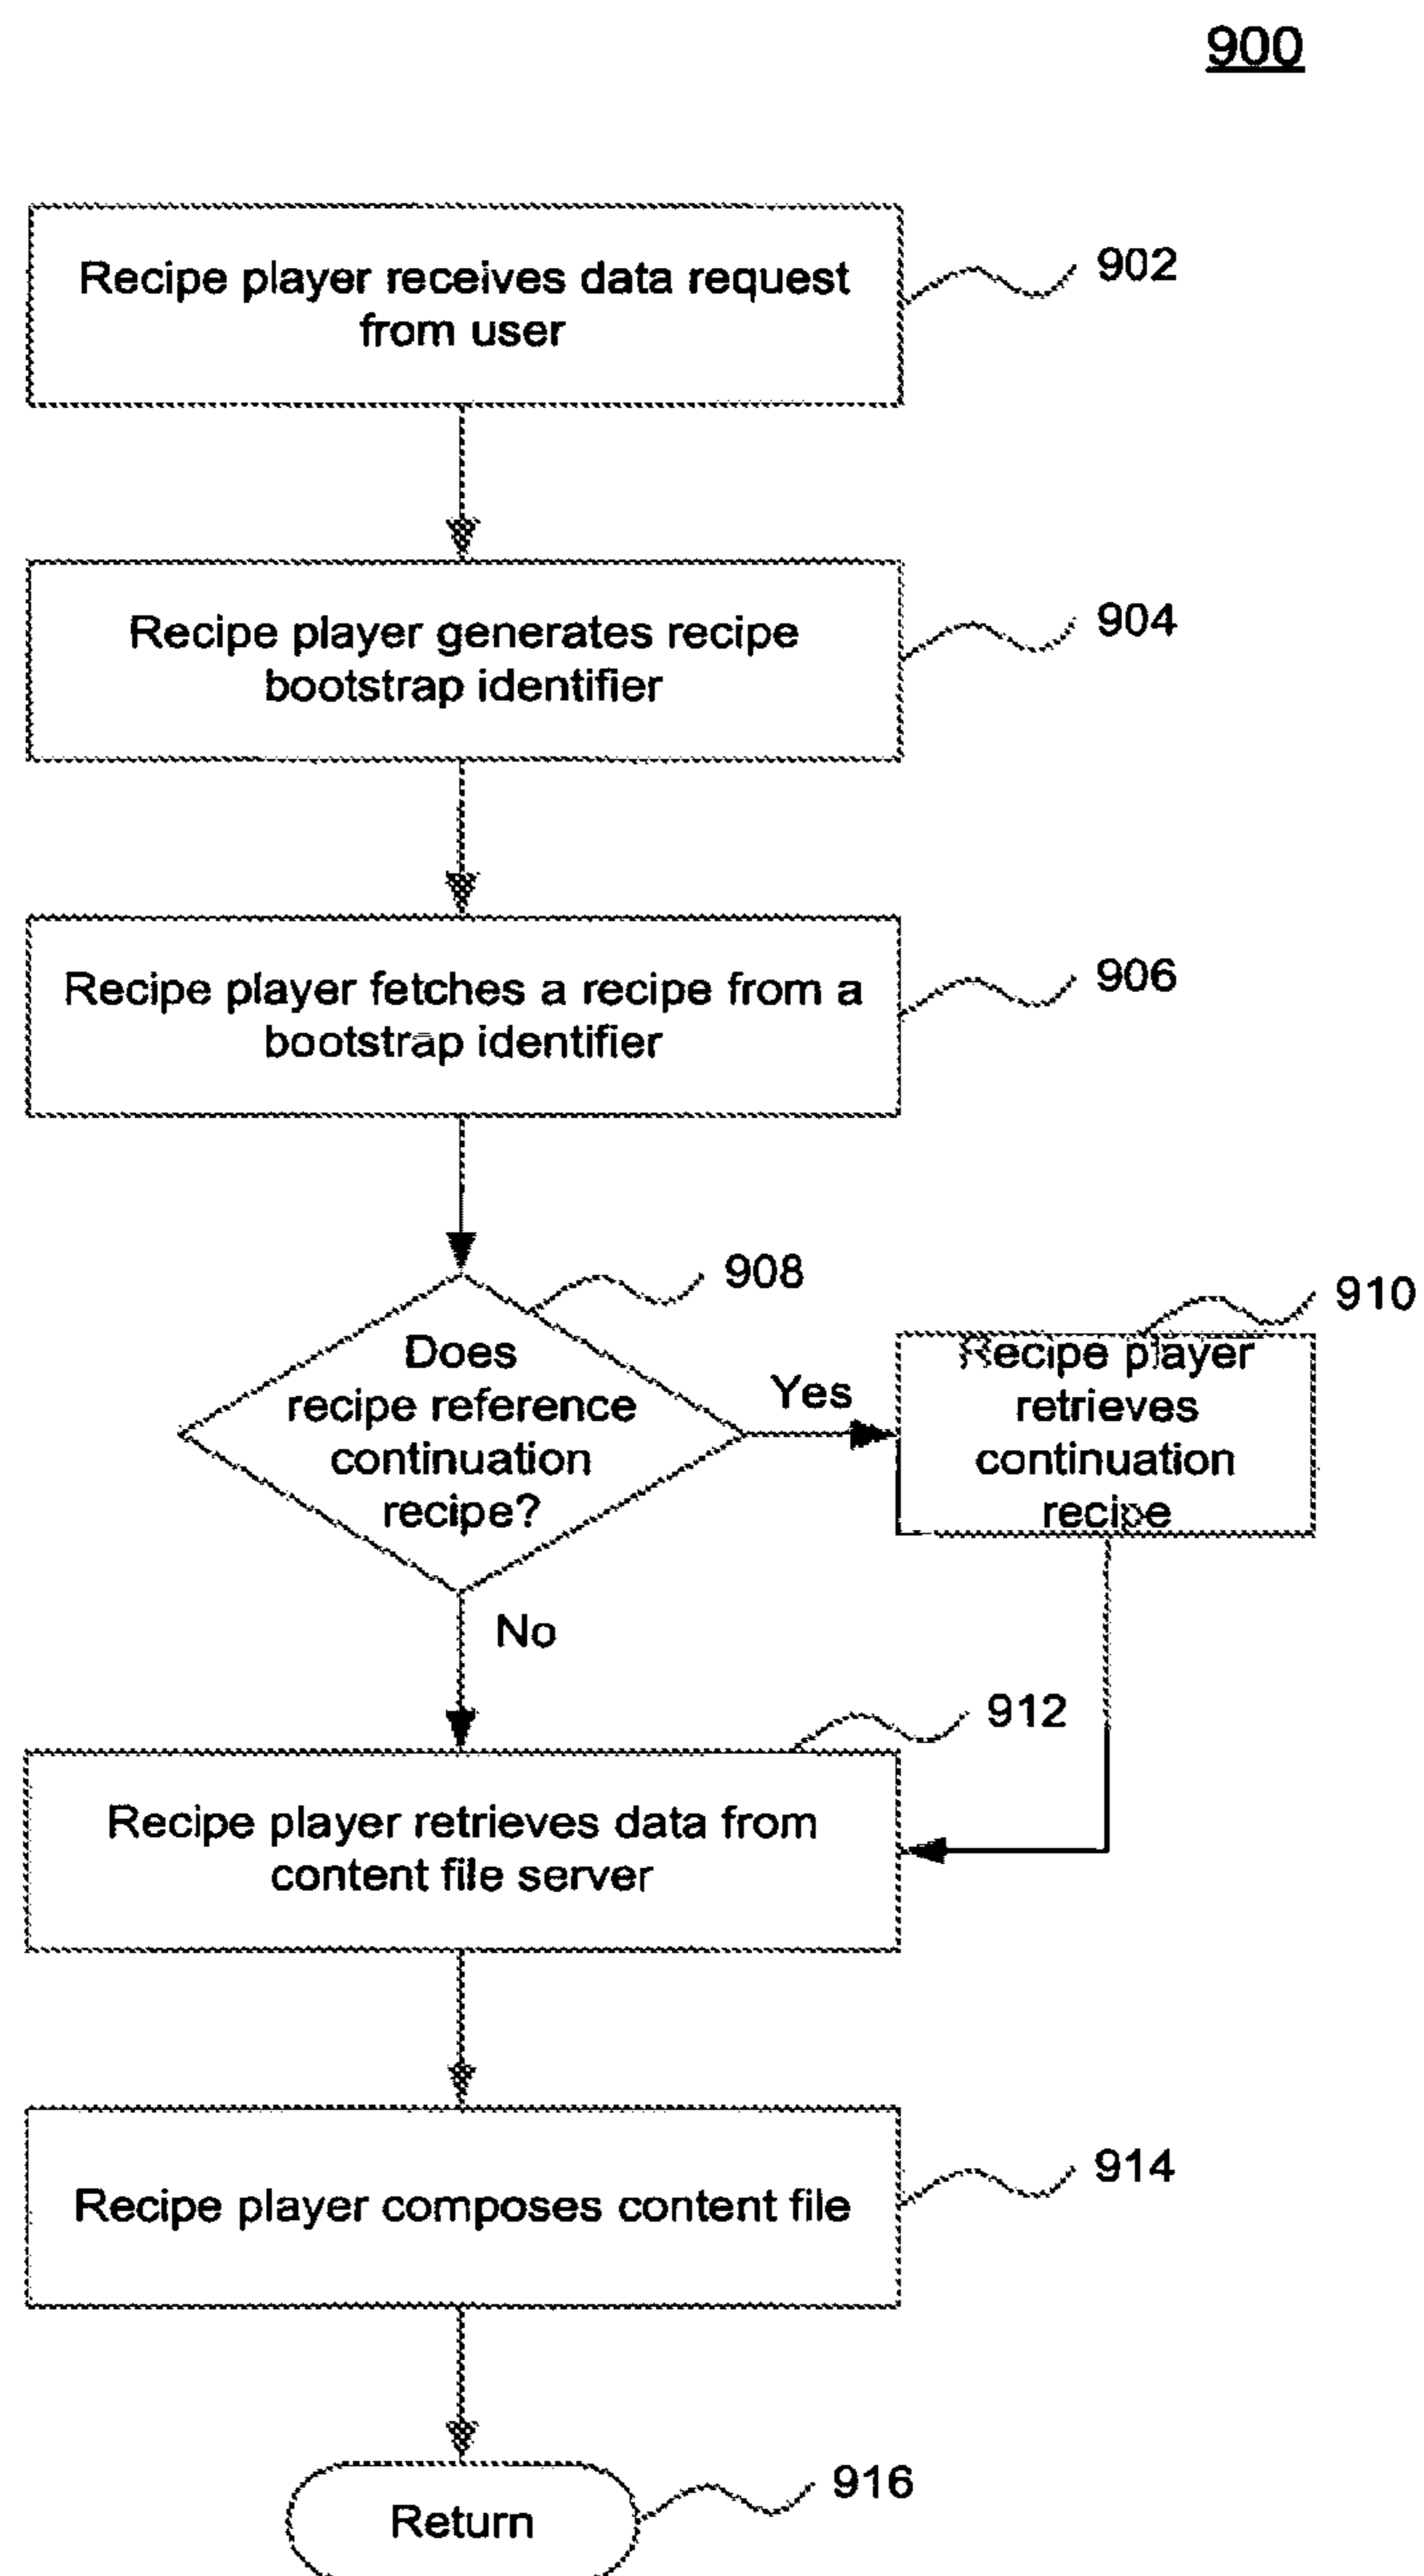 900
Recipe player receives data request
from user
902
Recipe player generates recipe
bootstrap identifier
904
Recipe player fetches a recipe from a
bootstrap identifier
906
908
Does
recipe reference
continuation
recipe?
Yes
910
Recipe player
retrieves
continuation
recipe
No
912
Recipe player retrieves data from
content file server
Recipe player composes content file
914
Return
916